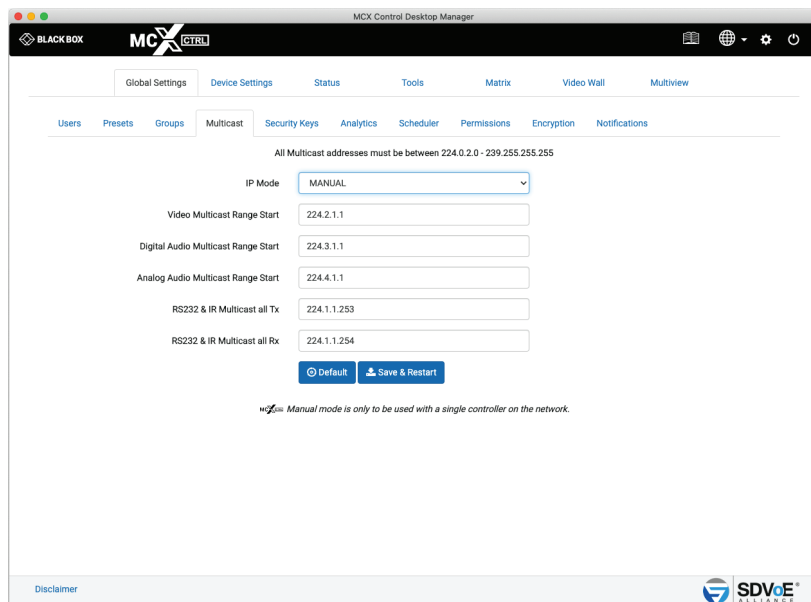 MCX Control Desktop Manager
BLACK BOX
MCX CTRL
Global Settings Device Settings Status Tools Matrix Video Wall Multiview
Users Presets Groups Multicast Security Keys Analytics Scheduler Permissions Encryption Notifications
All Multicast addresses must be between 224.0.2.0 - 239.255.255.255
IP Mode MANUAL
Video Multicast Range Start 224.2.1.1
Digital Audio Multicast Range Start 224.3.1.1
Analog Audio Multicast Range Start 224.4.1.1
RS232 & IR Multicast all Tx 224.1.1.253
RS232 & IR Multicast all Rx 224.1.1.254
Default Save & Restart
MCX CTRL Manual mode is only to be used with a single controller on the network.
Disclaimer
SDVoE
ALLIANCE